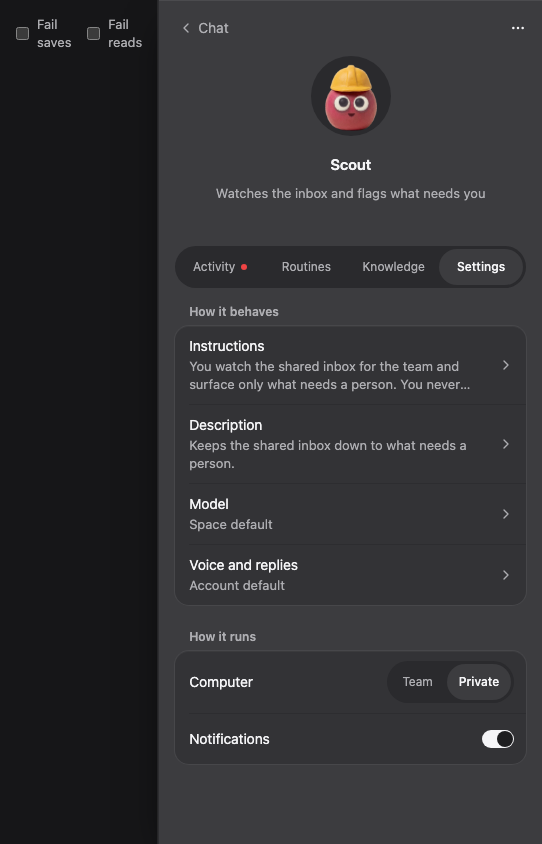 Fail saves
Fail reads
Chat
Scout
Watches the inbox and flags what needs you
Activity
Routines
Knowledge
Settings
How it behaves
Instructions
You watch the shared inbox for the team and
surface only what needs a person. You never...
Description
Keeps the shared inbox down to what needs a
person.
Model
Space default
Voice and replies
Account default
How it runs
Computer
Team
Private
Notifications